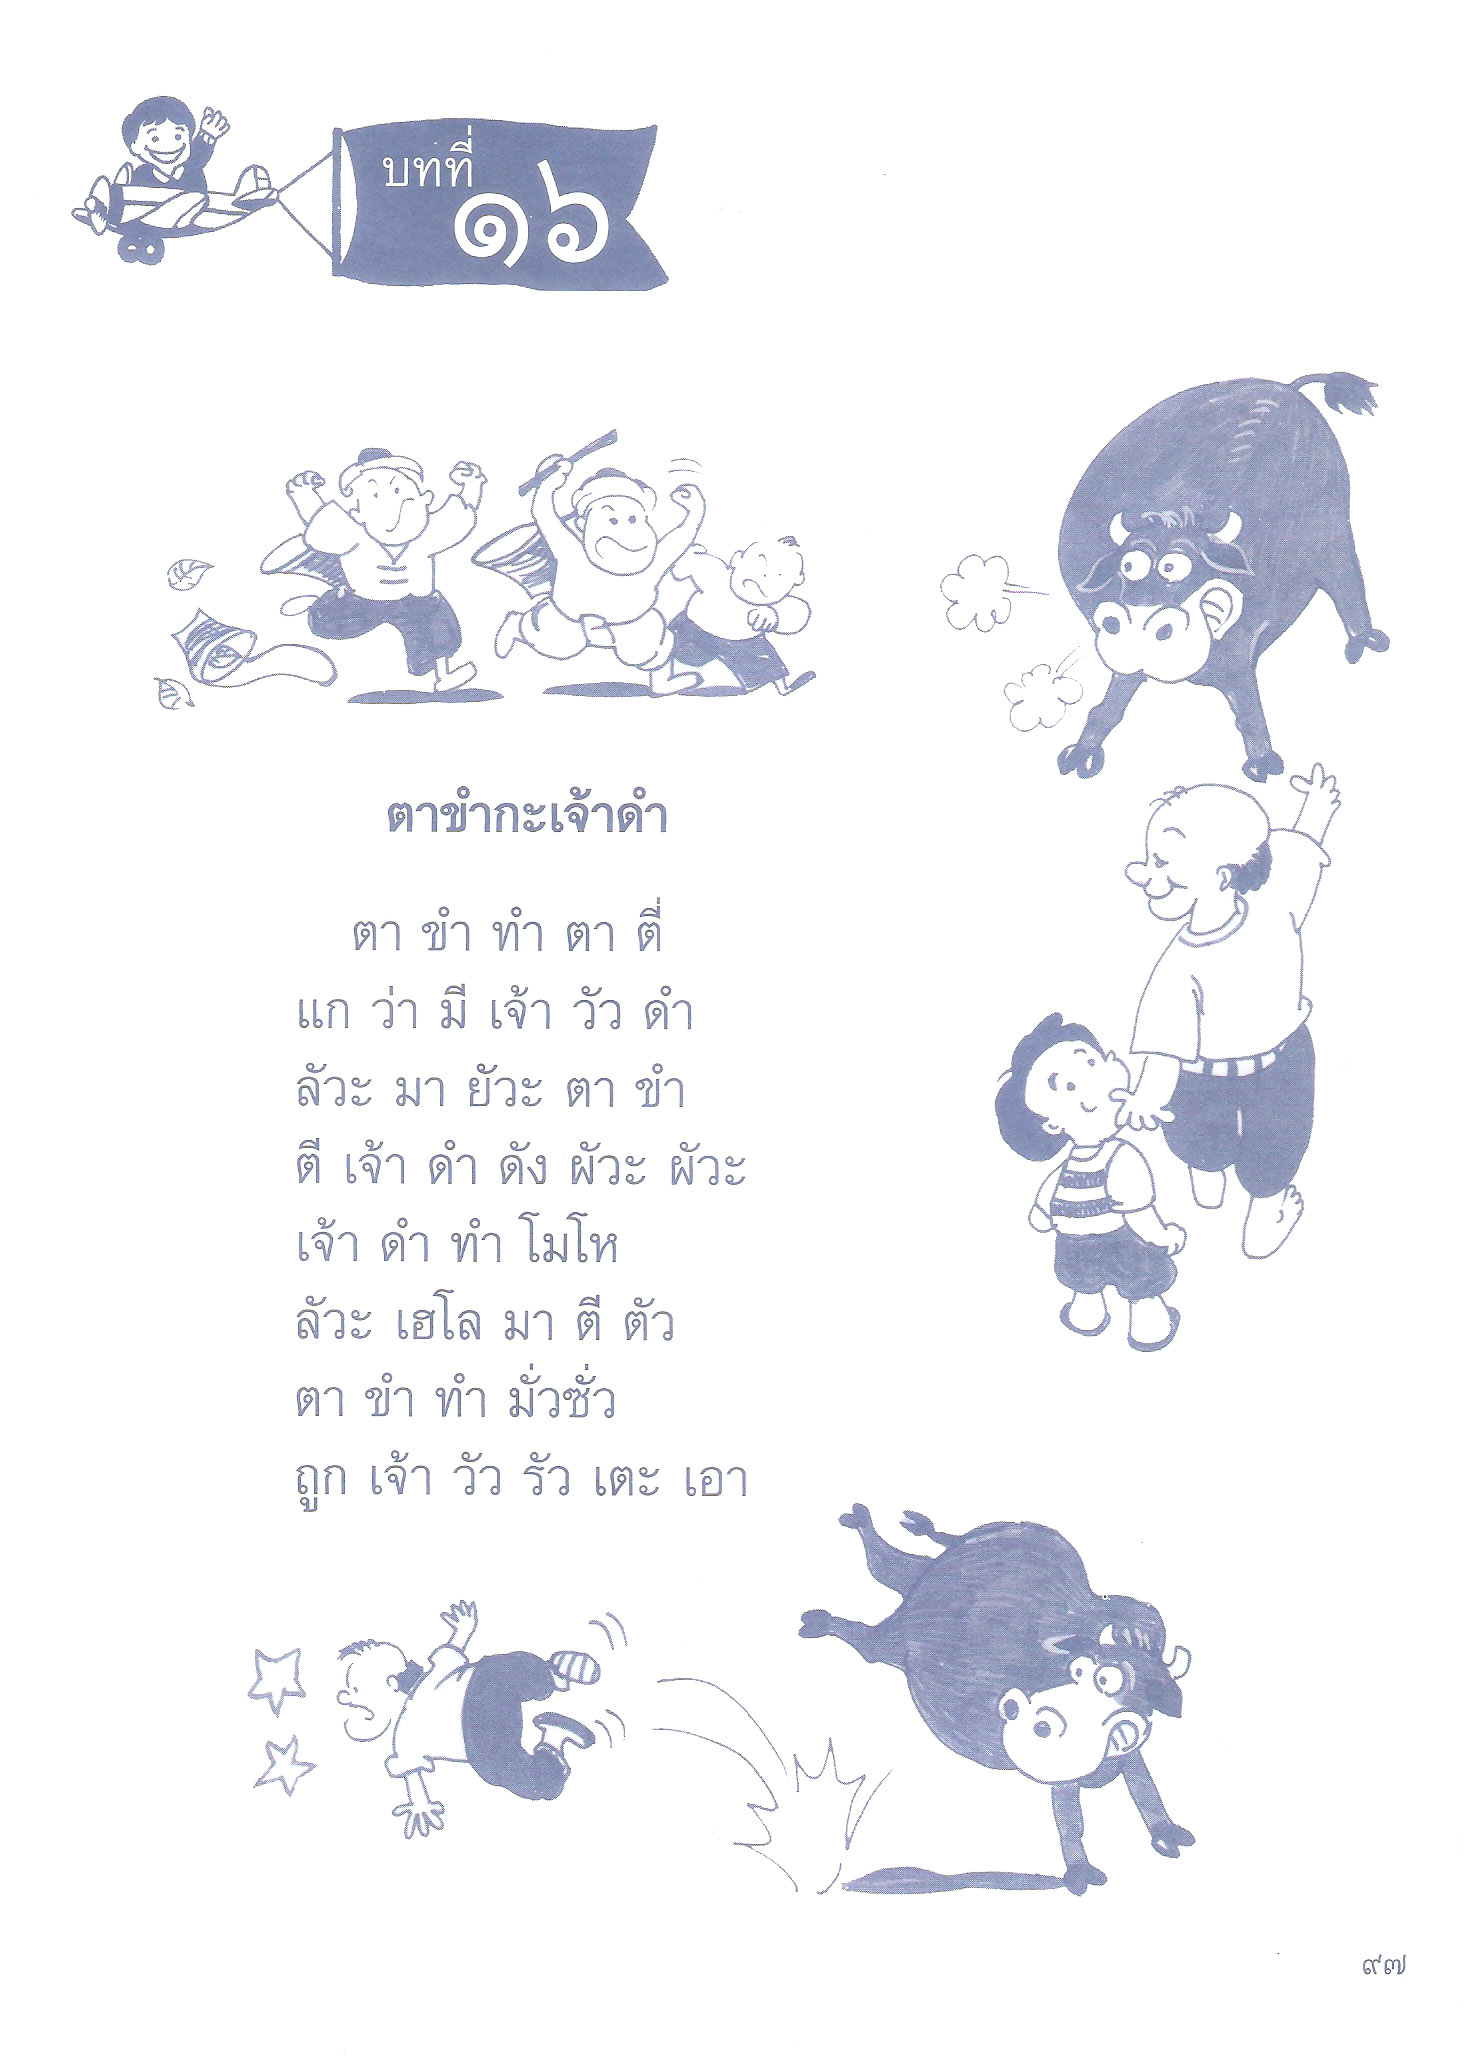 บทที่
๑๖
ตาขำกะเจ้าดำ
ตา ขำ ทำ ตา ตี่
แก ว่า มี เจ้า วัว ดำ
ลัวะ มา ยัวะ ตา ขำ
ตี เจ้า ดำ ดัง ผัวะ ผัวะ
เจ้า ดำ ทำ โมโห
ลัวะ เฮโล มา ตี ตัว
ตา ขำ ทำ มั่วซั่ว
ถูก เจ้า วัว รัว เตะ เอา
๙๗